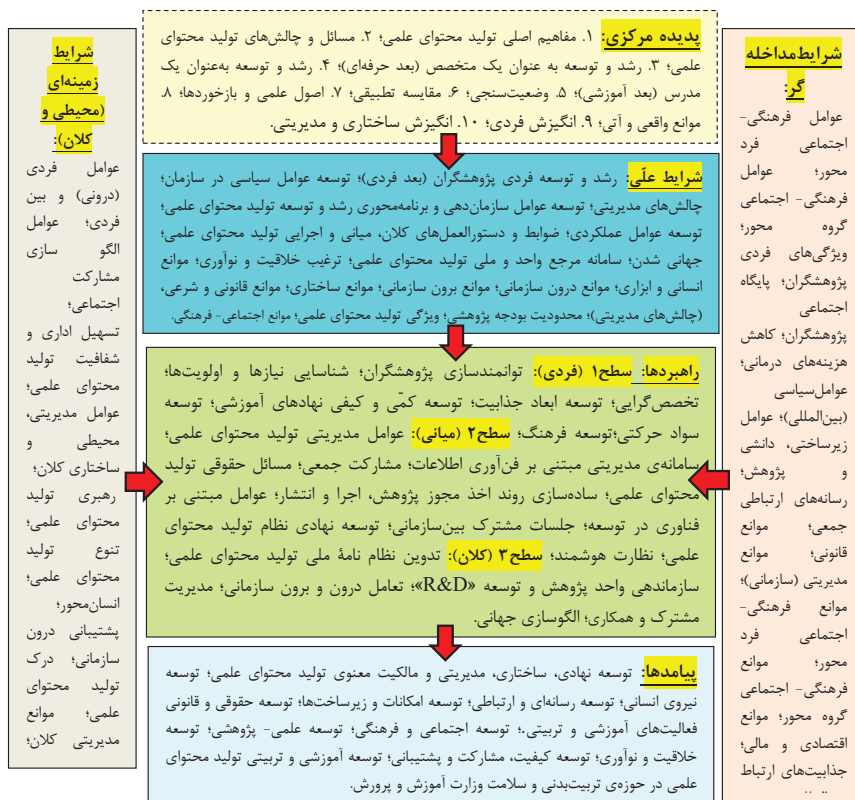 پدیده مرکزی: ۱. مفاهیم اصلی تولید محتوای علمی؛ ۲. مسائل و چالش‌های تولید محتوای
علمی؛ ۳. رشد و توسعه به عنوان یک متخصص (بعد حرفه‌ای)؛ ۴. رشد و توسعه به‌عنوان یک
مدرس (بعد آموزشی)؛ ۵. وضعیت‌سنجی؛ ۶. مقایسه تطبیقی؛ ۷. اصول علمی و بازخوردها؛ ۸.
موانع واقعی و آتی؛ ۹. انگیزش فردی؛ ۱۰. انگیزش ساختاری و مدیریتی.
شرایط‌مداخله
گر:
عوامل فرهنگی-
اجتماعی فرد
محور؛ عوامل
فرهنگی- اجتماعی
گروه محور؛
ویژگی‌های فردی
پژوهشگران؛ پایگاه
اجتماعی
پژوهشگران؛ کاهش
هزینه‌های درمانی؛
عوامل‌سیاسی
(بین‌المللی)؛ عوامل
زیرساختی، دانشی
و پژوهش؛
رسانه‌های ارتباطی
جمعی؛ موانع
قانونی؛ موانع
مدیریتی (سازمانی)؛
موانع فرهنگی-
اجتماعی فرد
محور؛ موانع
فرهنگی- اجتماعی
گروه محور؛ موانع
اقتصادی و مالی؛
جذابیت‌های ارتباط
شرایط علّی: رشد و توسعه فردی پژوهشگران (بعد فردی)؛ توسعه عوامل سیاسی در سازمان؛
چالش‌های مدیریتی؛ توسعه عوامل سازمان‌دهی و برنامه‌محوری رشد و توسعه تولید محتوای علمی؛
توسعه عوامل عملکردی؛ ضوابط و دستورالعمل‌های کلان، میانی و اجرایی تولید محتوای علمی؛
جهانی شدن؛ سامانه مرجع واحد و ملی تولید محتوای علمی؛ ترغیب خلاقیت و نوآوری؛ موانع
انسانی و ابزاری؛ موانع درون سازمانی؛ موانع برون سازمانی؛ موانع ساختاری؛ موانع قانونی و شرعی،
(چالش‌های مدیریتی)؛ محدودیت بودجه پژوهشی؛ ویژگی تولید محتوای علمی؛ موانع اجتماعی- فرهنگی.
راهبردها: سطح۱ (فردی): توانمندسازی پژوهشگران؛ شناسایی نیازها و اولویت‌ها؛
تخصص‌گرایی؛ توسعه ابعاد جذابیت؛ توسعه کمّی و کیفی نهادهای آموزشی؛ توسعه
سواد حرکتی؛توسعه فرهنگ؛ سطح۲ (میانی): عوامل مدیریتی تولید محتوای علمی؛
سامانه‌ی مدیریتی مبتنی بر فن‌آوری اطلاعات؛ مشارکت جمعی؛ مسائل حقوقی تولید
محتوای علمی؛ ساده‌سازی روند اخذ مجوز پژوهش، اجرا و انتشار؛ عوامل مبتنی بر
فناوری در توسعه؛ جلسات مشترک بین‌سازمانی؛ توسعه نهادی نظام تولید محتوای
علمی؛ نظارت هوشمند؛ سطح۳ (کلان): تدوین نظام نامهٔ ملی تولید محتوای علمی؛
سازماندهی واحد پژوهش و توسعه «R&D»؛ تعامل درون و برون سازمانی؛ مدیریت
مشترک و همکاری؛ الگوسازی جهانی.
پیامدها: توسعه نهادی، ساختاری، مدیریتی و مالکیت معنوی تولید محتوای علمی؛ توسعه
نیروی انسانی؛ توسعه رسانه‌ای و ارتباطی؛ توسعه امکانات و زیرساخت‌ها؛ توسعه حقوقی و قانونی
فعالیت‌های آموزشی و تربیتی.؛ توسعه اجتماعی و فرهنگی؛ توسعه علمی- پژوهشی؛ توسعه
خلاقیت و نوآوری؛ توسعه کیفیت، مشارکت و پشتیبانی؛ توسعه آموزشی و تربیتی تولید محتوای
علمی در حوزه‌ی تربیت‌بدنی و سلامت وزارت آموزش و پرورش.
شرایط
زمینه‌ای
(محیطی و
کلان):
عوامل فردی
(درونی) و بین
فردی؛ عوامل
الگو سازی
مشارکت
اجتماعی؛
تسهیل اداری و
شفافیت تولید
محتوای علمی؛
عوامل مدیریتی،
محیطی و
ساختاری کلان؛
رهبری تولید
محتوای علمی؛
تنوع تولید
محتوای علمی؛
انسان‌محور؛
پشتیبانی درون
سازمانی؛ درک
تولید محتوای
علمی؛ موانع
مدیریتی کلان؛